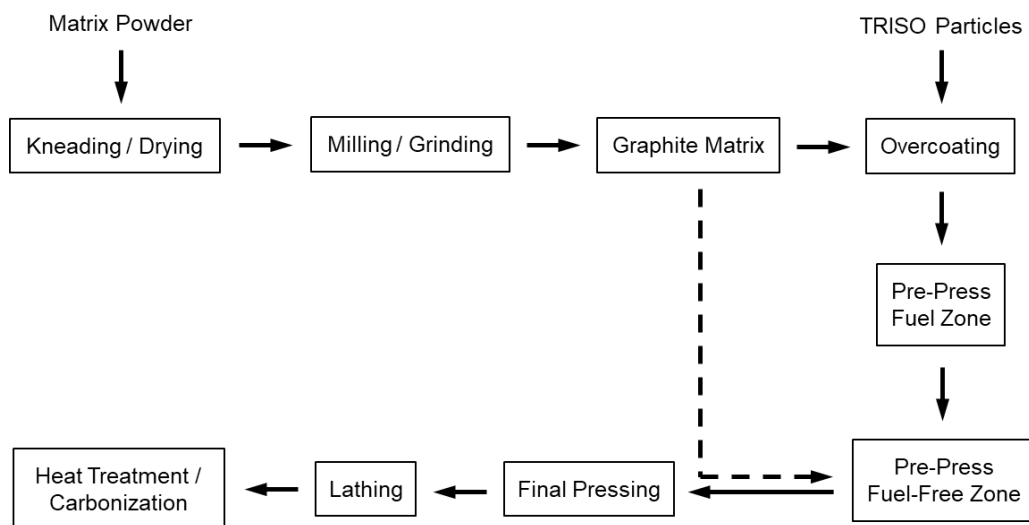 Matrix Powder
TRISO Particles
Kneading / Drying
Milling / Grinding
Graphite Matrix
Overcoating
Pre-Press
Fuel Zone
Pre-Press
Fuel-Free Zone
Final Pressing
Lathing
Heat Treatment /
Carbonization